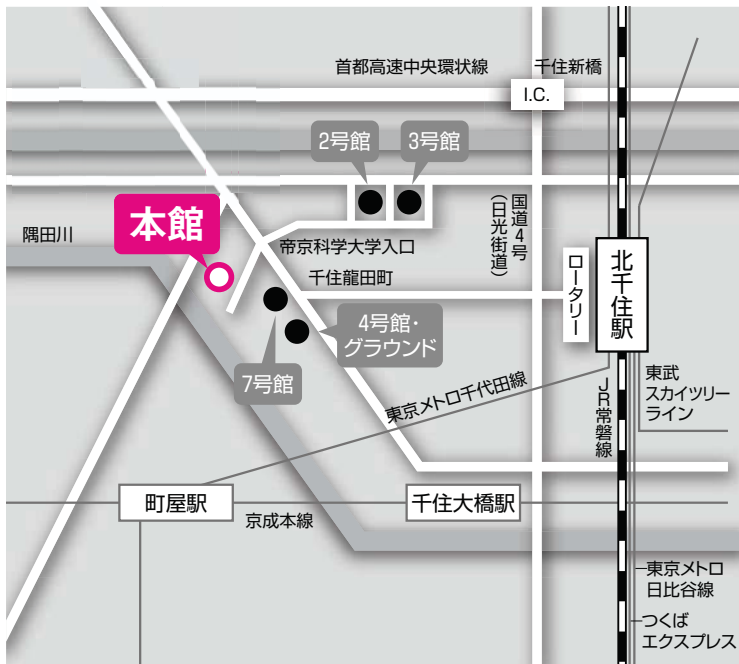 首都高速中央環状線
千住新橋
I.C.
2号館
3号館
本館
国道4号
(日光街道)
隅田川
帝京科学大学入口
千住龍田町
ロータリー
北千住駅
4号館・
グラウンド
7号館
東京メトロ千代田線
JR常磐線
東武
スカイツリー
ライン
町屋駅
千住大橋駅
京成本線
東京メトロ
日比谷線
つくば
エクスプレス